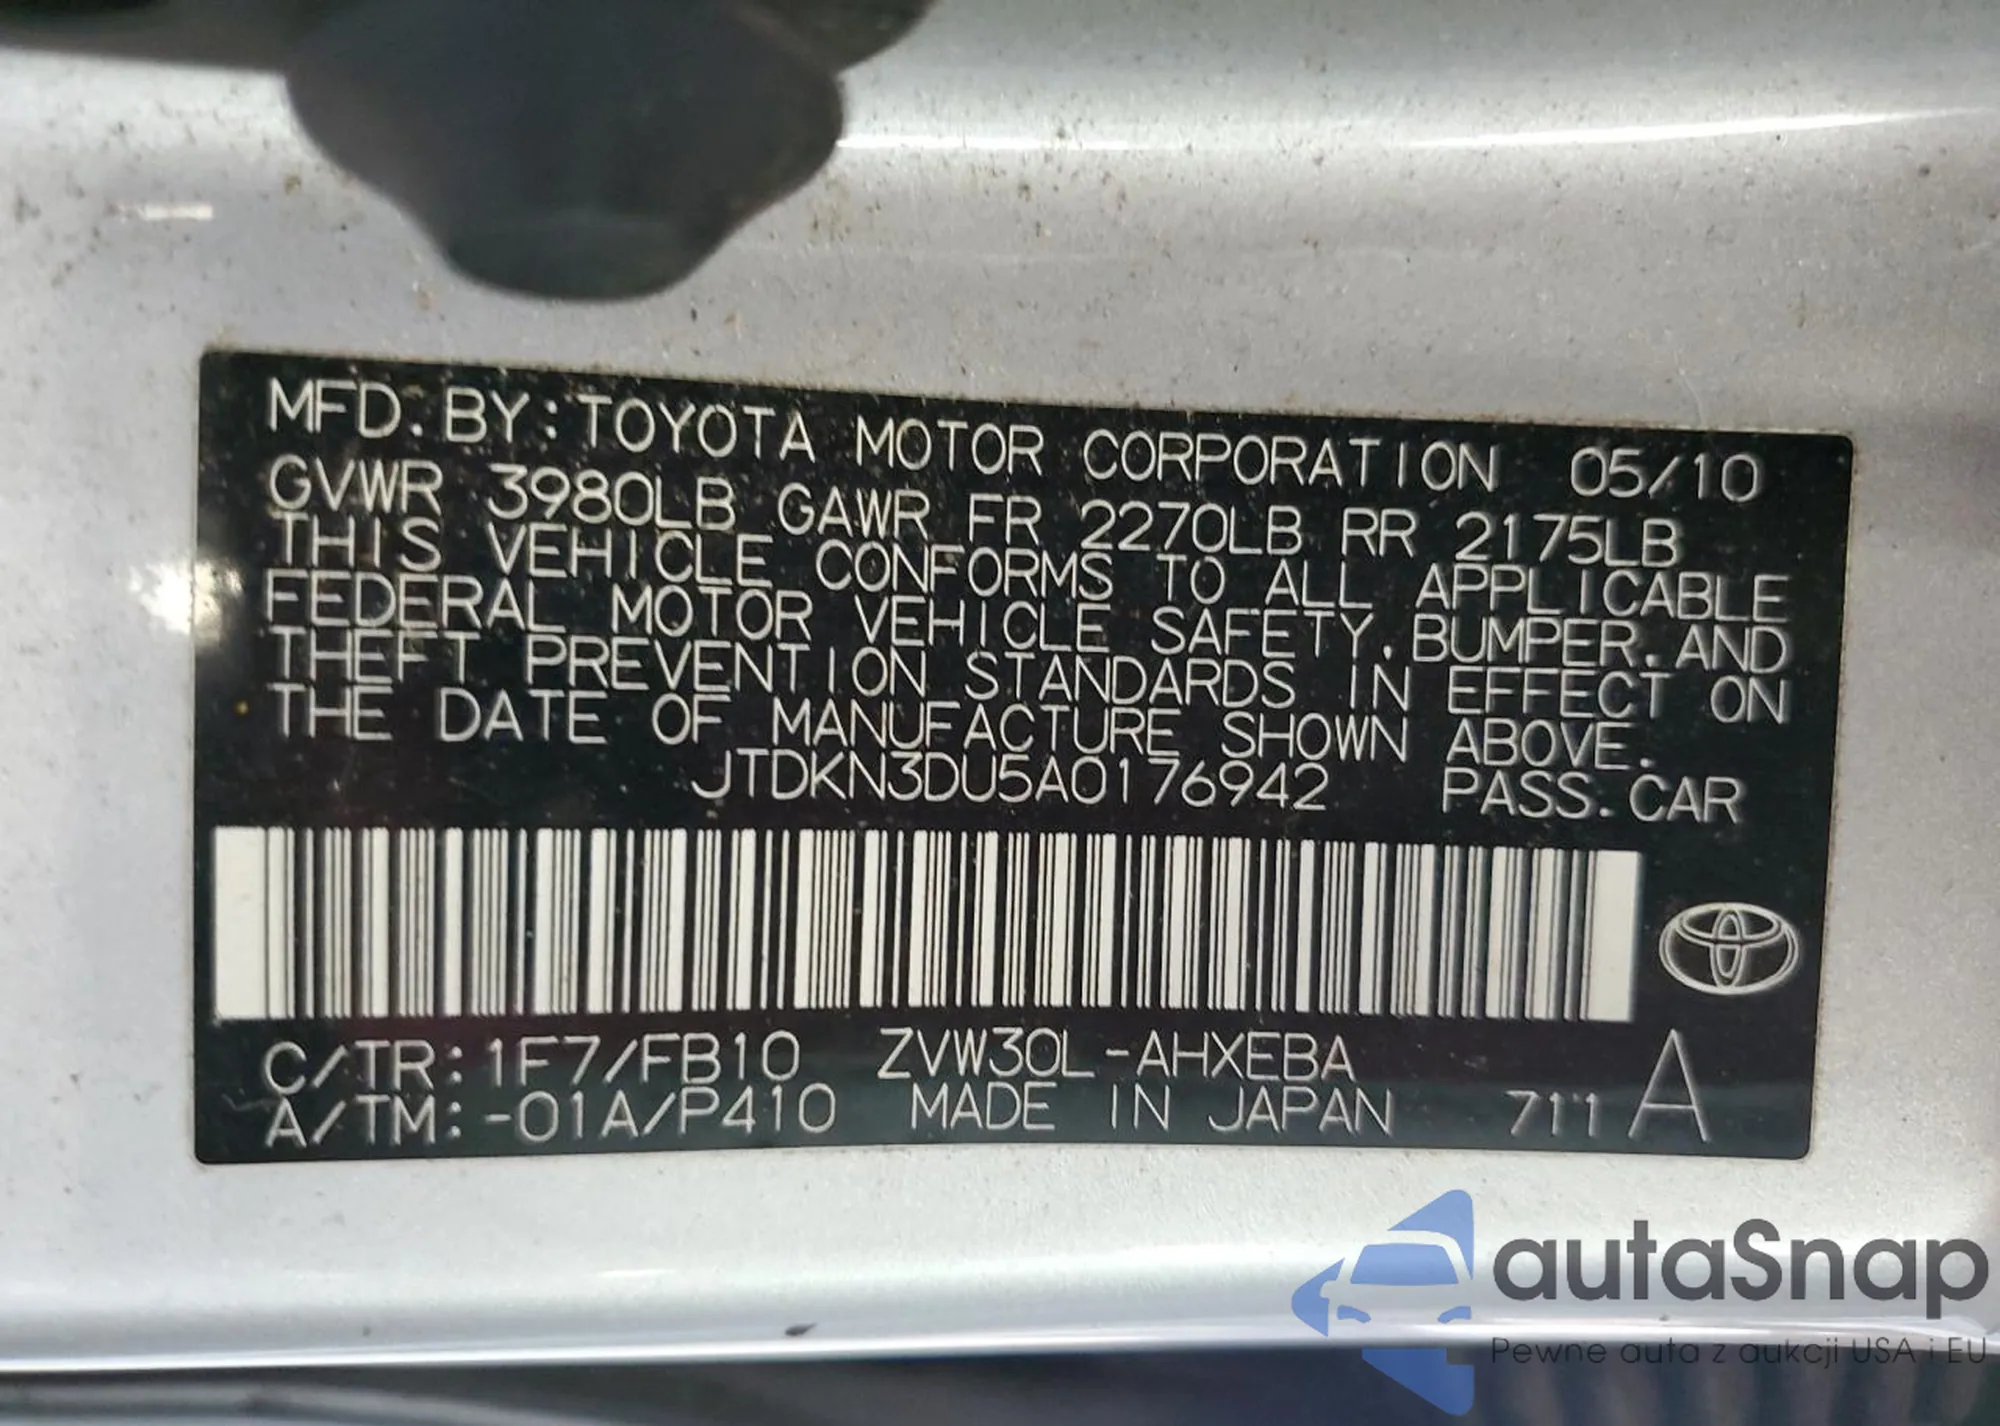 MFD. BY: TOYOTA MOTOR CORPORATION 05/10
GVWR 3980LB GAWR FR 2270LB RR 2175LB
THIS VEHICLE CONFORMS TO ALL APPLICABLE
FEDERAL MOTOR VEHICLE SAFETY, BUMPER, AND
THEFT PREVENTION STANDARDS IN EFFECT ON
THE DATE OF MANUFACTURE SHOWN ABOVE.
JTDKN3DU5A0176942 PASS. CAR
C/TR: 1F7/FB10 ZVW30L-AHXEBA
A/TM: -01A/P410 MADE IN JAPAN 711 A
autaSnap
Pewne auta z aukcji USA i EU